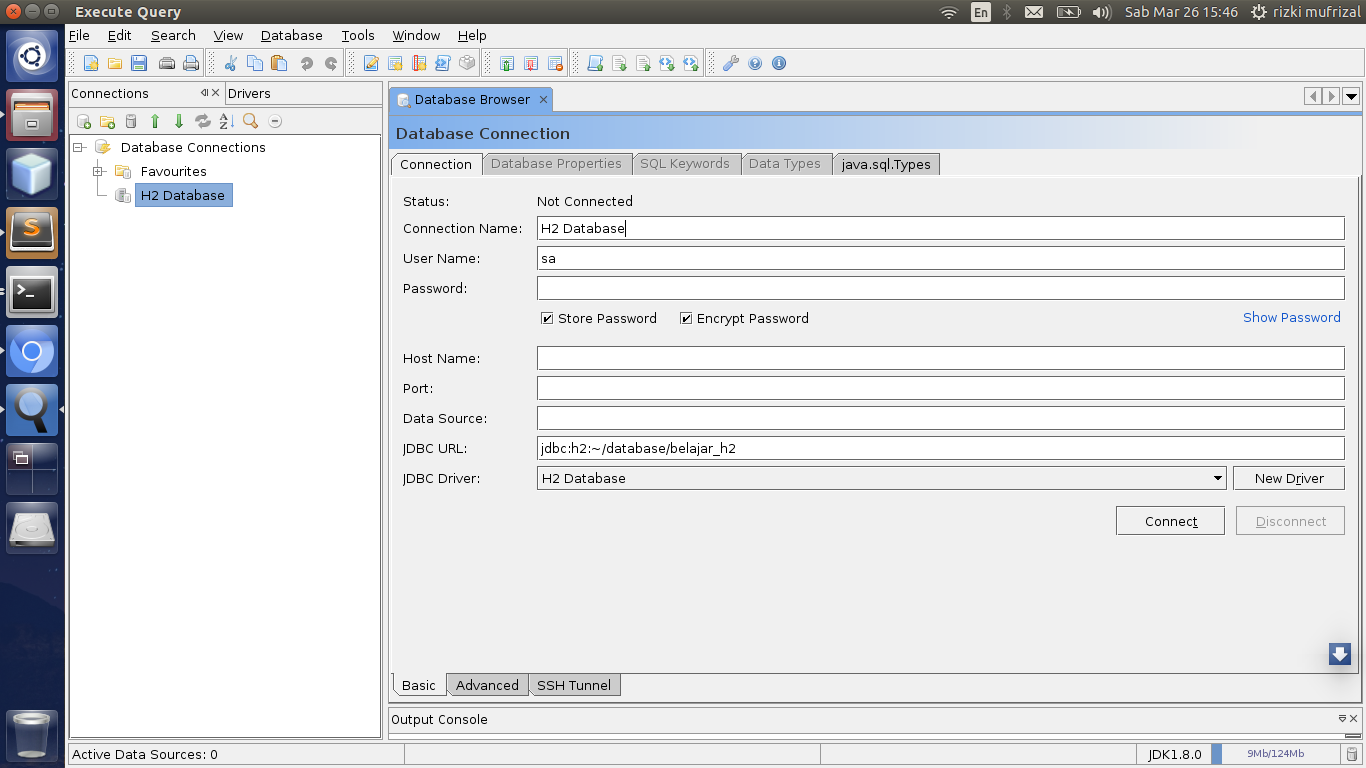 Execute Query
En
Sab Mar 26 15:46
rizki mufrizal
File Edit Search View Database Tools Window Help
Connections
Drivers
Database Connections
Favourites
H2 Database
Database Browser
Database Connection
Connection
Database Properties
SQL Keywords
Data Types
java.sql.Types
Status: Not Connected
Connection Name: H2 Database
User Name: sa
Password:
Store Password
Encrypt Password
Show Password
Host Name:
Port:
Data Source:
JDBC URL: jdbc:h2:~/database/belajar_h2
JDBC Driver: H2 Database
New Driver
Connect
Disconnect
Basic
Advanced
SSH Tunnel
Output Console
Active Data Sources: 0
JDK1.8.0
9Mb/124Mb